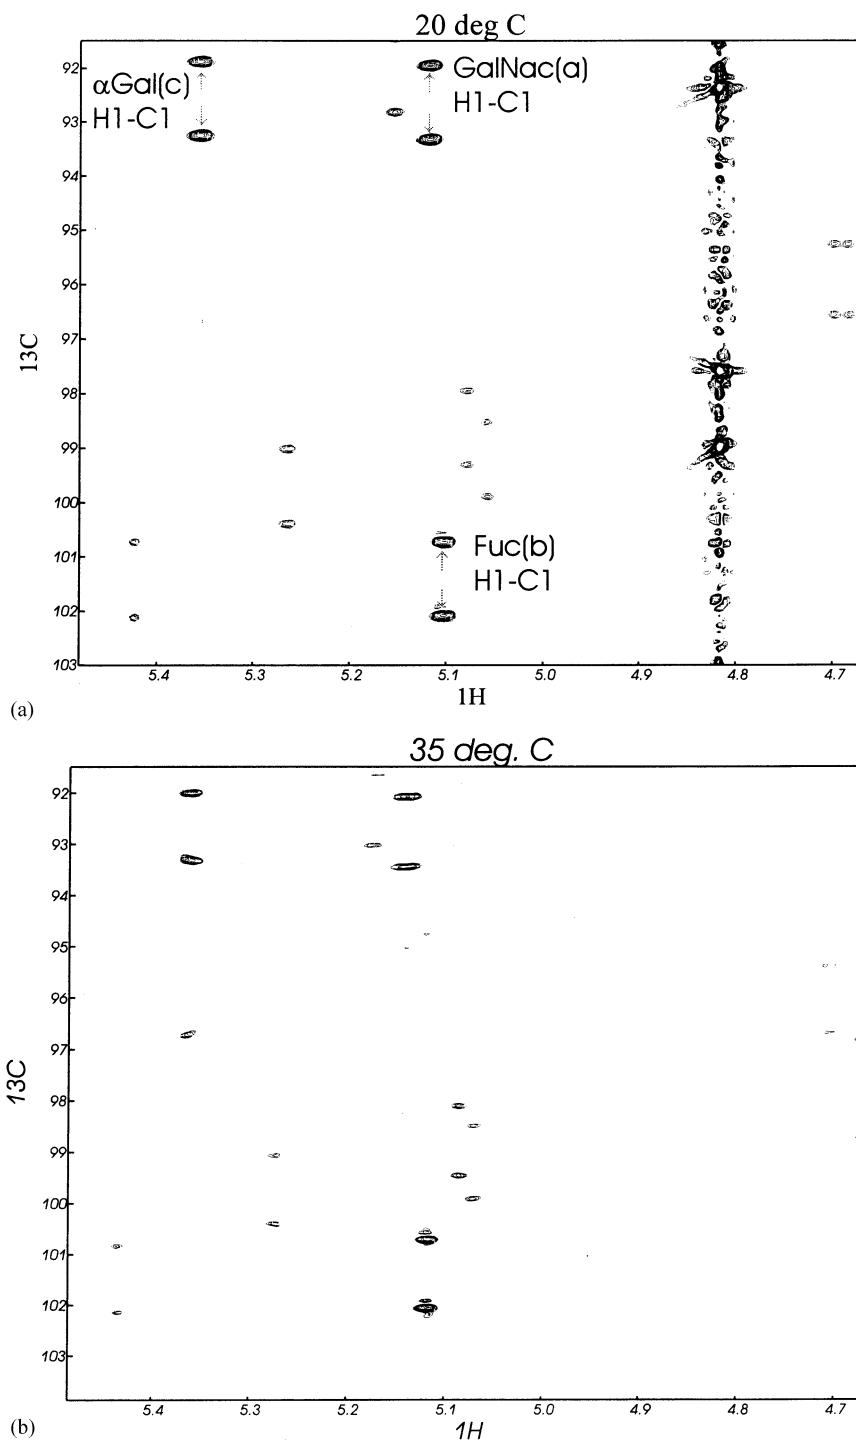 20 deg C
92
αGal(c)
H1-C1
GalNac(a)
H1-C1
93
94
95
96
97
13C
98
99
100
101
Fuc(b)
H1-C1
102
103
5.4 5.3 5.2 5.1 5.0 4.9 4.8 4.7
1H
(a)
35 deg. C
92
93
94
95
96
97
13C
98
99
100
101
102
103
5.4 5.3 5.2 5.1 5.0 4.9 4.8 4.7
1H
(b)